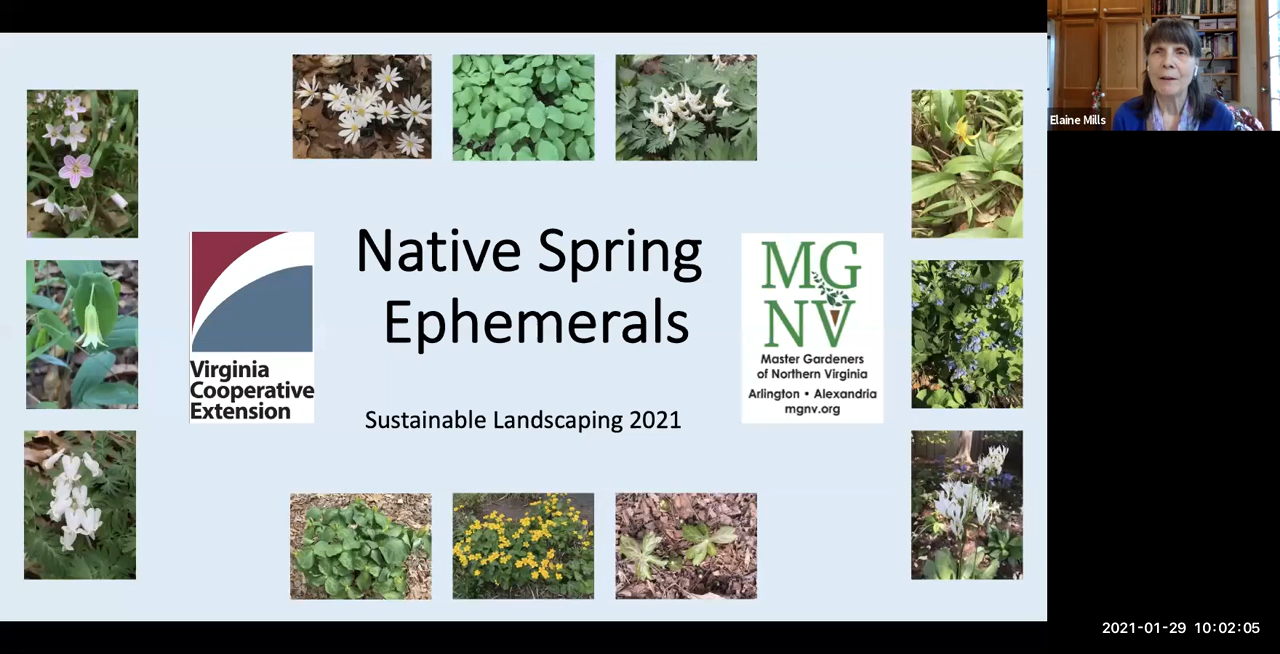 Elaine Mills
Native Spring
Ephemerals
Virginia
Cooperative
Extension
MG
NV
Master Gardeners
of Northern Virginia
Arlington • Alexandria
mgnv.org
Sustainable Landscaping 2021
2021-01-29 10:02:05